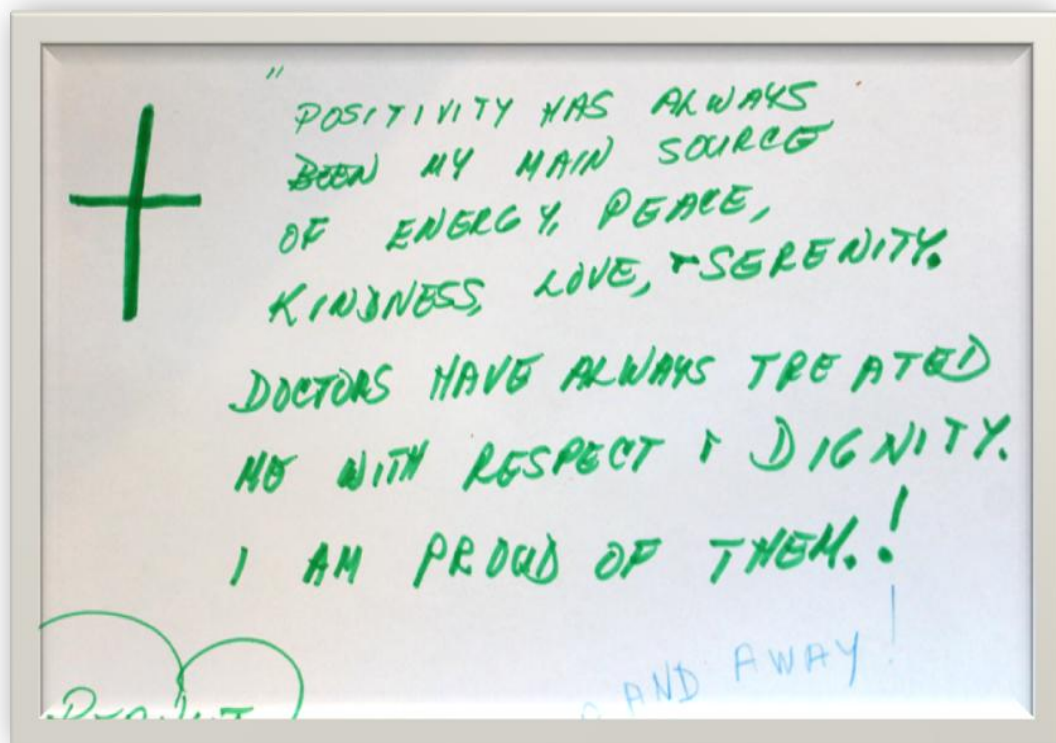 "
POSITIVITY HAS ALWAYS
BEEN MY MAIN SOURCE
OF ENERGY, PEACE,
KINDNESS, LOVE, + SERENITY.
DOCTORS HAVE ALWAYS TREATED
ME WITH RESPECT + DIGNITY.
I AM PROUD OF THEM.!
AND AWAY!